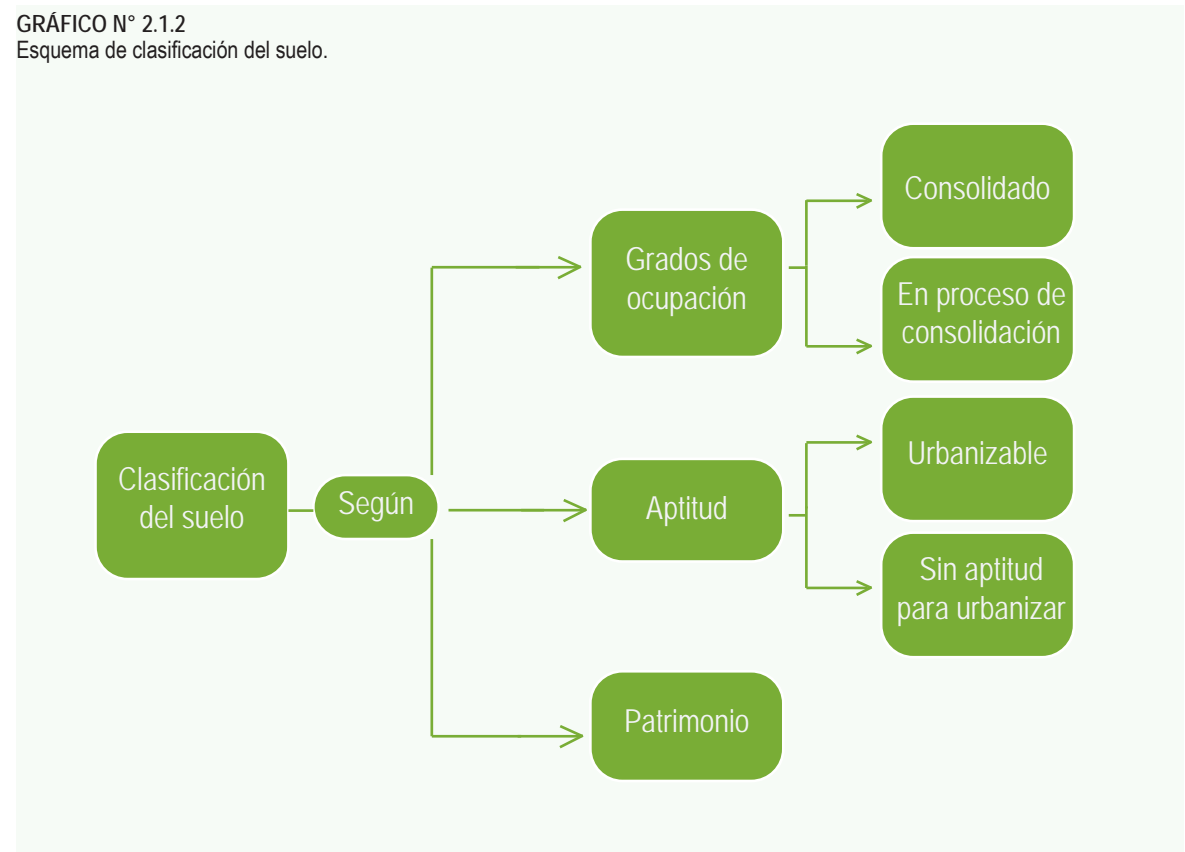 GRÁFICO N° 2.1.2
Esquema de clasificación del suelo.
Clasificación
del suelo
Según
Grados de
ocupación
Consolidado
En proceso de
consolidación
Aptitud
Urbanizable
Sin aptitud
para urbanizar
Patrimonio